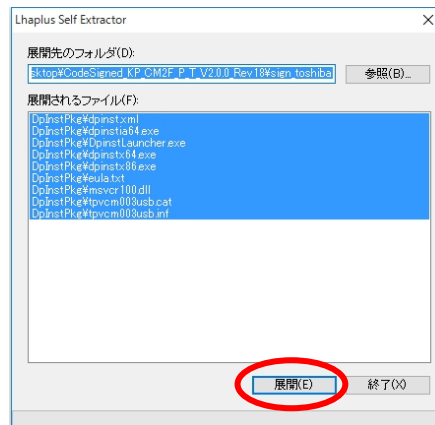 Lhaplus Self Extractor
展開先のフォルダ(D):
sktop¥CodeSigned_KP_CM2F_P_T_V2.0.0_Rev18¥sign_toshiba
参照(B)...
展開されるファイル(F):
DpInstPkg¥dpinst.xml
DpInstPkg¥dpinstia64.exe
DpInstPkg¥DpinstLauncher.exe
DpInstPkg¥dpinstx64.exe
DpInstPkg¥dpinstx86.exe
DpInstPkg¥eula.txt
DpInstPkg¥msvcr100.dll
DpInstPkg¥tpvcm003usb.cat
DpInstPkg¥tpvcm003usb.inf
展開(E)
終了(X)